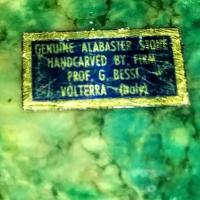 GENUINE ALABASTER STONE
HANDCARVED BY FIRM
PROF. G. BESSI
VOLTERRA (Italy)